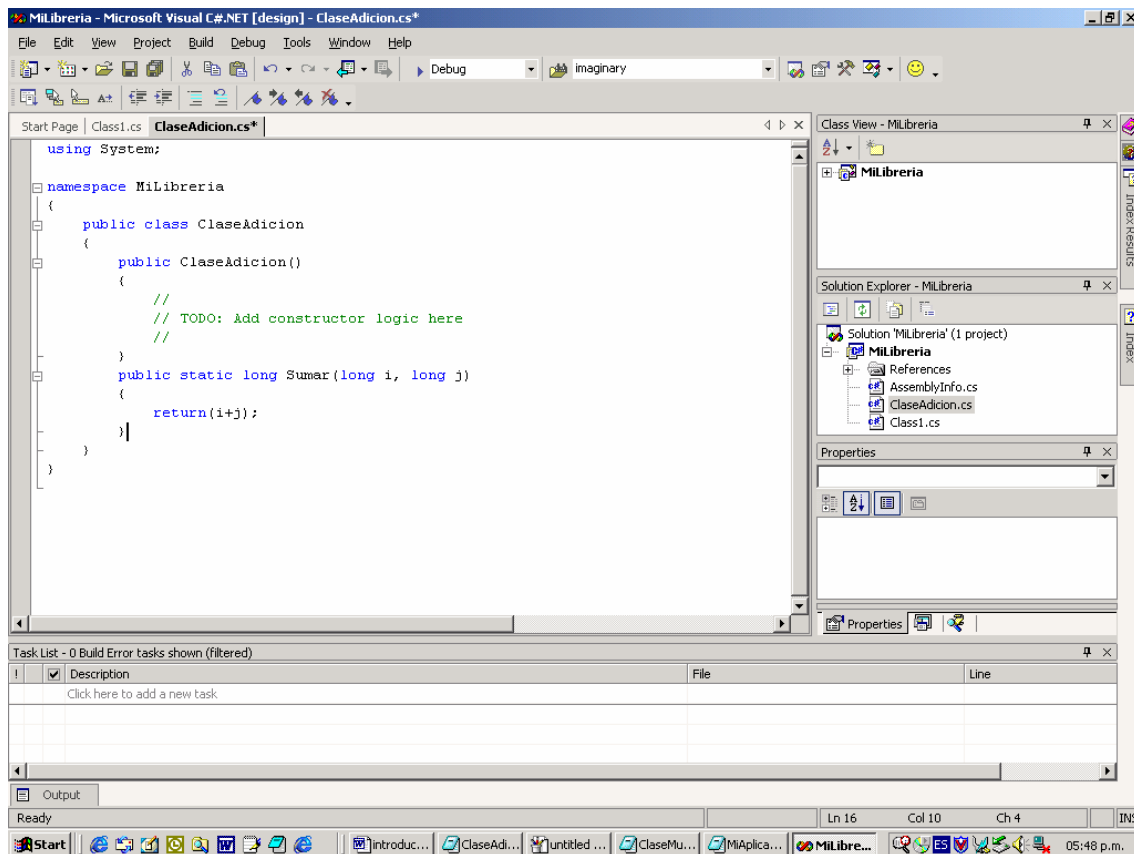 MiLibreria - Microsoft Visual C#.NET [design] - ClaseAdicion.cs*
File Edit View Project Build Debug Tools Window Help
Debug imaginary
Start Page Class1.cs ClaseAdicion.cs*
using System;
namespace MiLibreria
{
public class ClaseAdicion
{
public ClaseAdicion()
{
//
// TODO: Add constructor logic here
//
}
public static long Sumar(long i, long j)
{
return(i+j);
}
}
}
Class View - MiLibreria
MiLibreria
Solution Explorer - MiLibreria
Solution 'MiLibreria' (1 project)
MiLibreria
References
AssemblyInfo.cs
ClaseAdicion.cs
Class1.cs
Properties
Properties
Index Results
Index
Task List - 0 Build Error tasks shown (filtered)
! Description File Line
Click here to add a new task
Output
Ready Ln 16 Col 10 Ch 4 INS
Start introduc... ClaseAdi... untitled ... ClaseMu... MiAplica... MiLibre... ES 05:48 p.m.